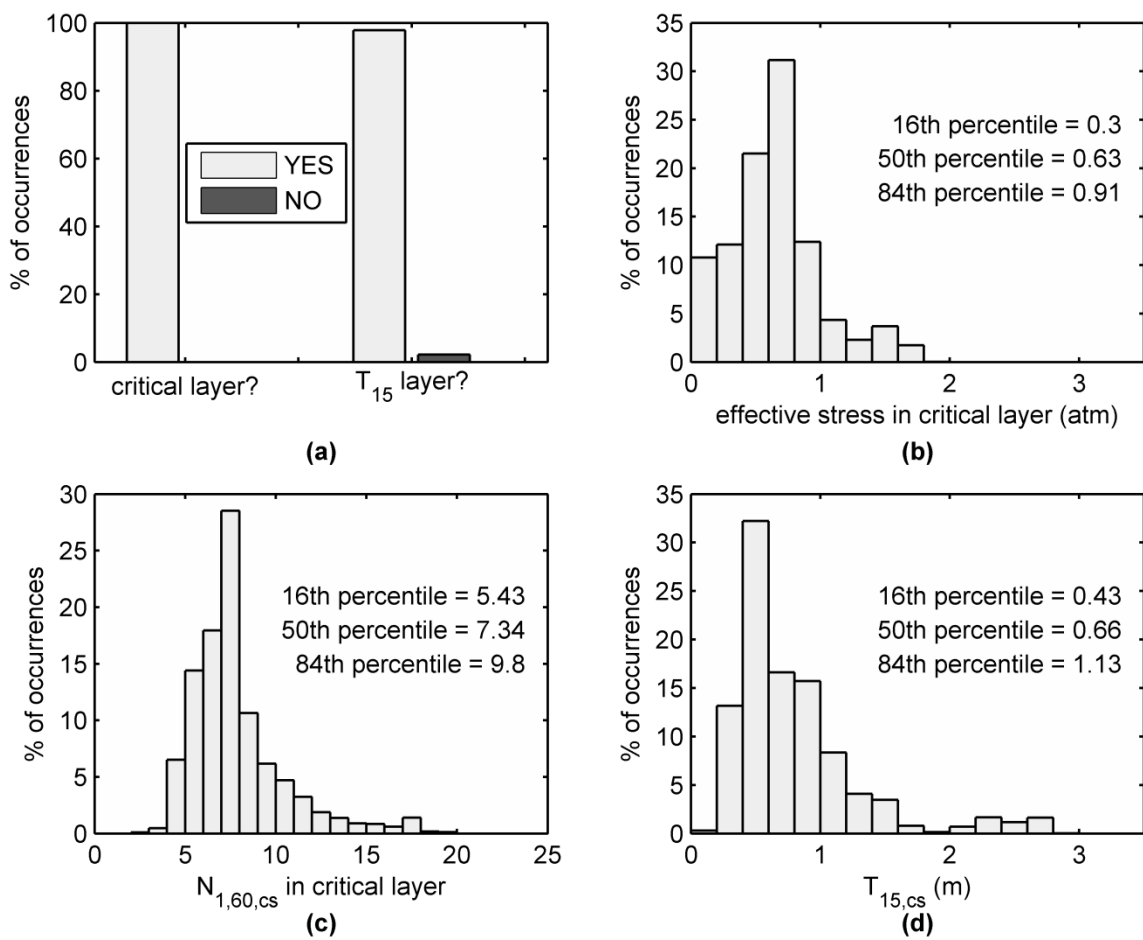 100
80
60
40
20
0
% of occurrences
YES
NO
critical layer?
T15 layer?
(a)
35
30
25
20
15
10
5
0
% of occurrences
16th percentile = 0.3
50th percentile = 0.63
84th percentile = 0.91
0 1 2 3
effective stress in critical layer (atm)
(b)
30
25
20
15
10
5
0
% of occurrences
16th percentile = 5.43
50th percentile = 7.34
84th percentile = 9.8
0 5 10 15 20 25
N1,60,cs in critical layer
(c)
35
30
25
20
15
10
5
0
% of occurrences
16th percentile = 0.43
50th percentile = 0.66
84th percentile = 1.13
0 1 2 3
T15,cs (m)
(d)